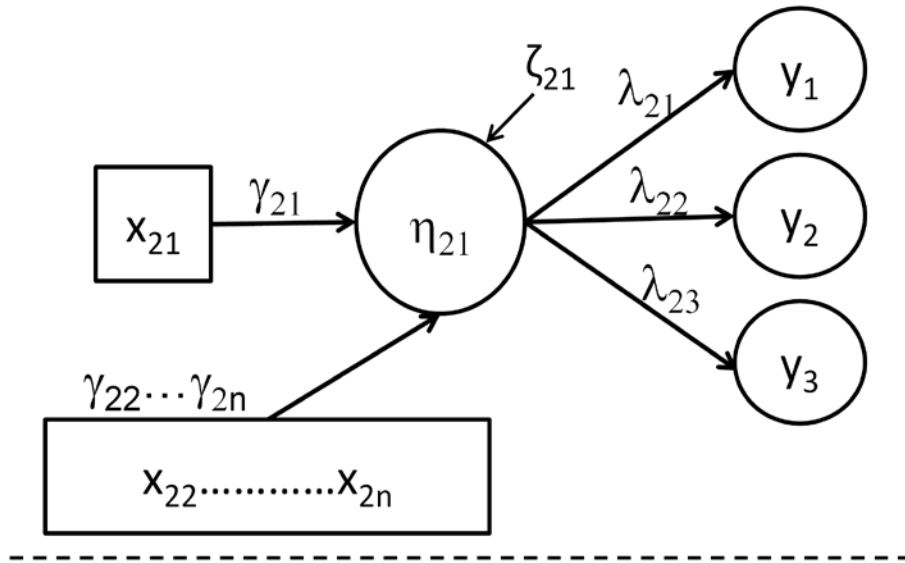 ζ₂₁
λ₂₁
y₁
x₂₁
γ₂₁
η₂₁
λ₂₂
y₂
λ₂₃
y₃
γ₂₂...γ₂ₙ
x₂₂.............x₂ₙ